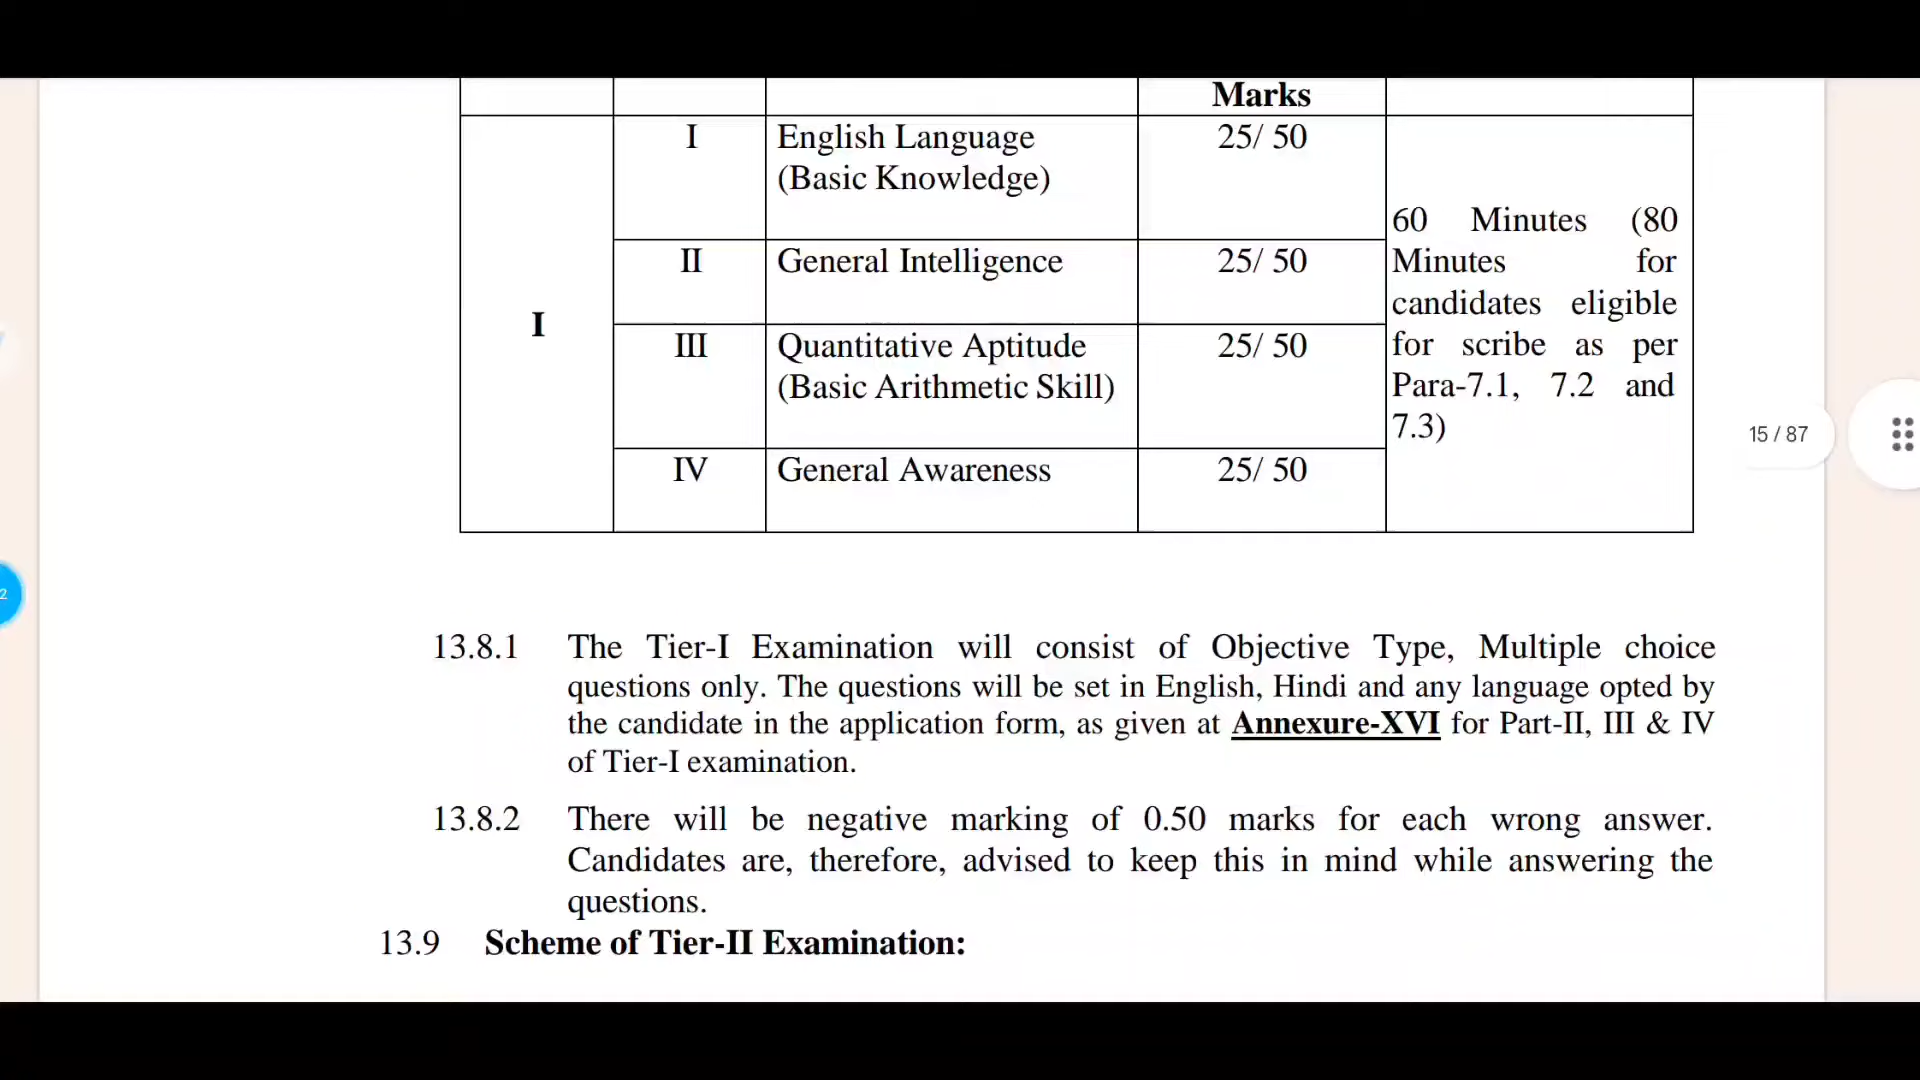 Marks
I
I
English Language
(Basic Knowledge)
25/ 50
II
General Intelligence
25/ 50
III
Quantitative Aptitude
(Basic Arithmetic Skill)
25/ 50
IV
General Awareness
25/ 50
60 Minutes (80
Minutes for
candidates eligible
for scribe as per
Para-7.1, 7.2 and
7.3)
15 / 87
2
13.8.1 The Tier-I Examination will consist of Objective Type, Multiple choice
questions only. The questions will be set in English, Hindi and any language opted by
the candidate in the application form, as given at Annexure-XVI for Part-II, III & IV
of Tier-I examination.
13.8.2 There will be negative marking of 0.50 marks for each wrong answer.
Candidates are, therefore, advised to keep this in mind while answering the
questions.
13.9 Scheme of Tier-II Examination: